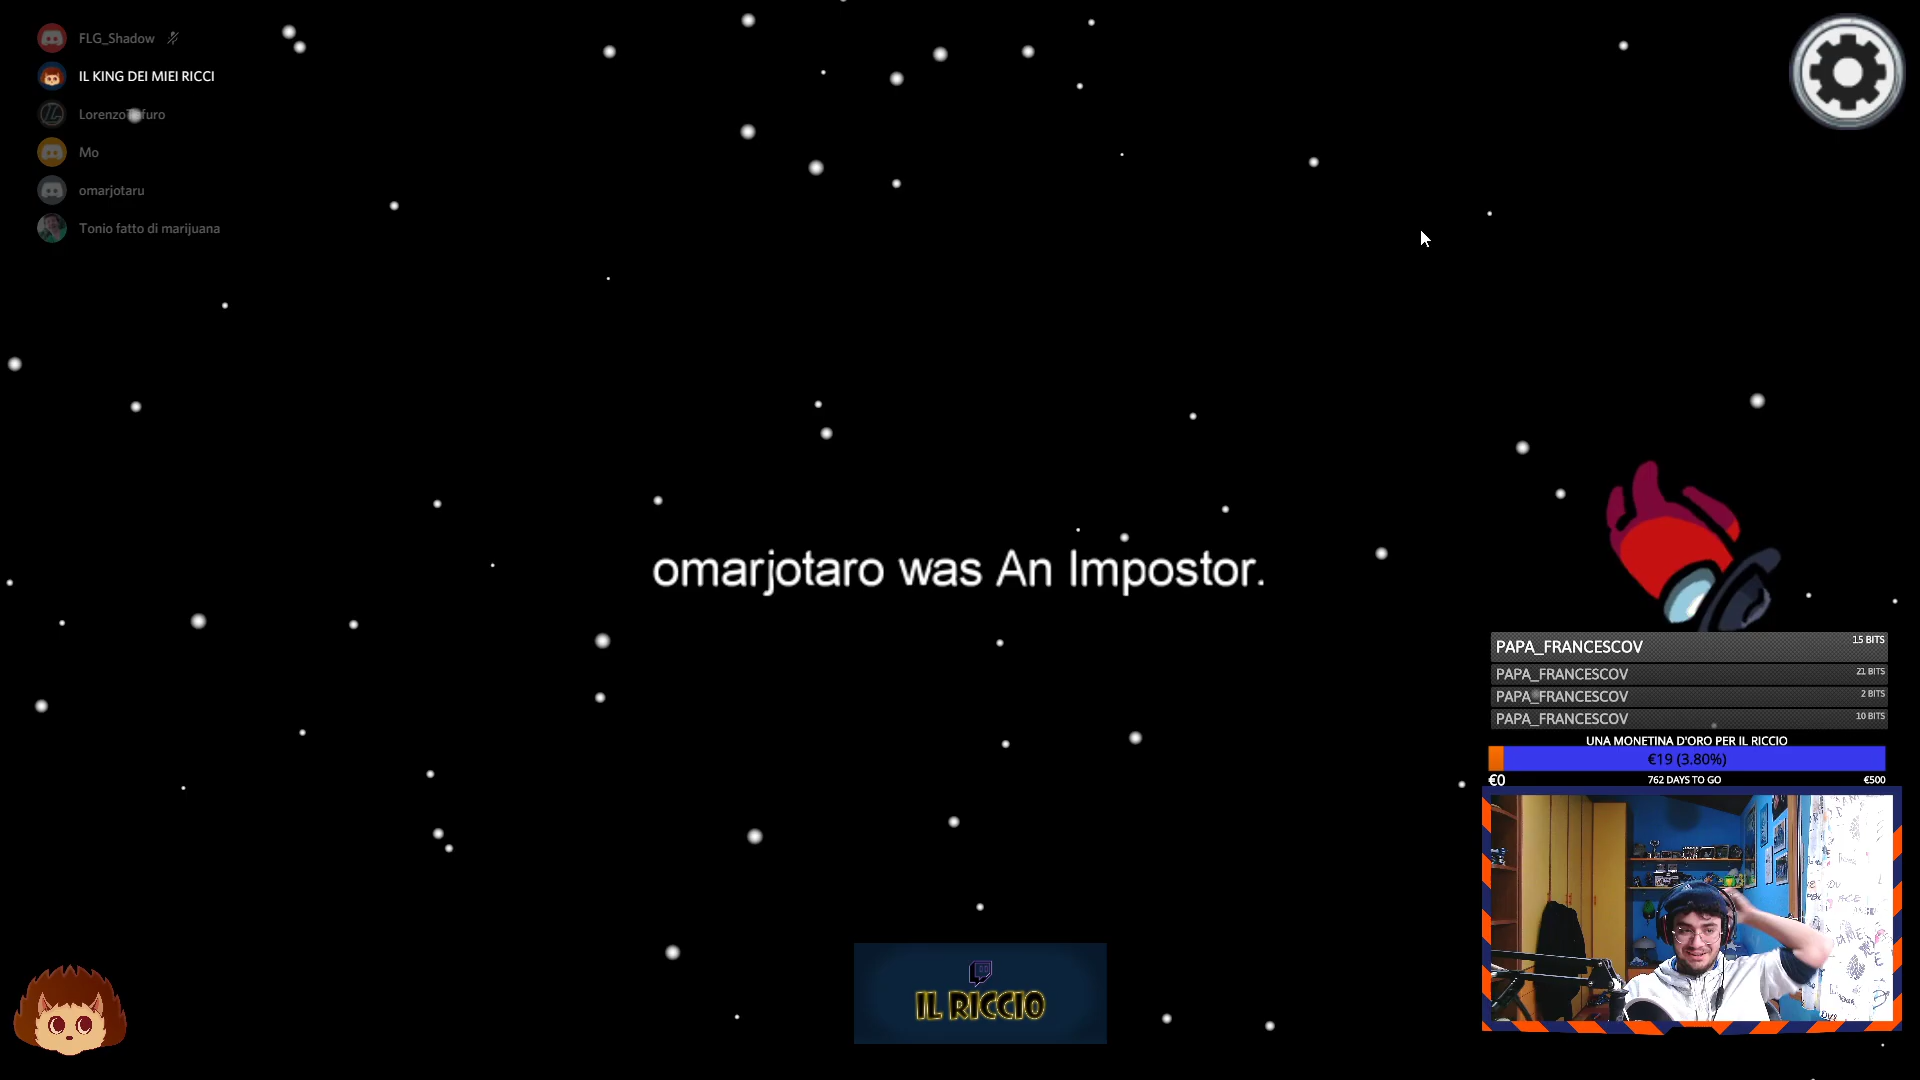 FLG_Shadow
IL KING DEI MIEI RICCI
Mo
omarjotaru
Tonio fatto di marijuana
omarjotaro was An Impostor.
PAPA_FRANCESCOV 15 BITS
PAPA_FRANCESCOV 21 BITS
PAPA_FRANCESCOV 2 BITS
PAPA_FRANCESCOV 10 BITS
UNA MONETINA D'ORO PER IL RICCIO
€19 (3.80%)
€0 762 DAYS TO GO €500
IL RICCIO